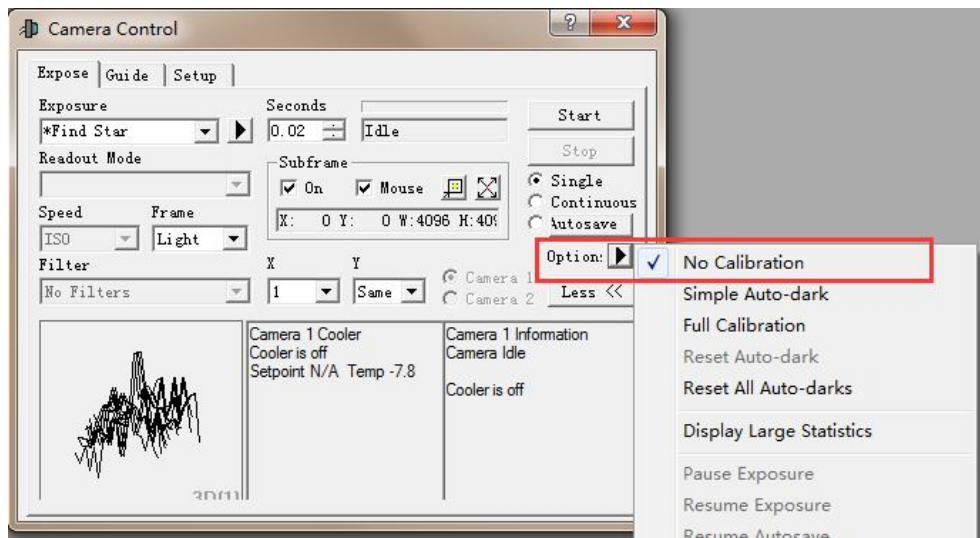 Camera Control
Expose Guide Setup
Exposure
*Find Star
Seconds
0.02
Idle
Start
Stop
Readout Mode
Subframe
On Mouse
X: 0 Y: 0 W:4096 H:409
Single
Continuous
Autosave
Speed Frame
ISO Light
Option:
Filter
No Filters
X Y
1 Same
Camera 1
Camera 2
Less <<
Camera 1 Cooler
Cooler is off
Setpoint N/A Temp -7.8
Camera 1 Information
Camera Idle
Cooler is off
3D(1)
No Calibration
Simple Auto-dark
Full Calibration
Reset Auto-dark
Reset All Auto-darks
Display Large Statistics
Pause Exposure
Resume Exposure
Resume Autosave